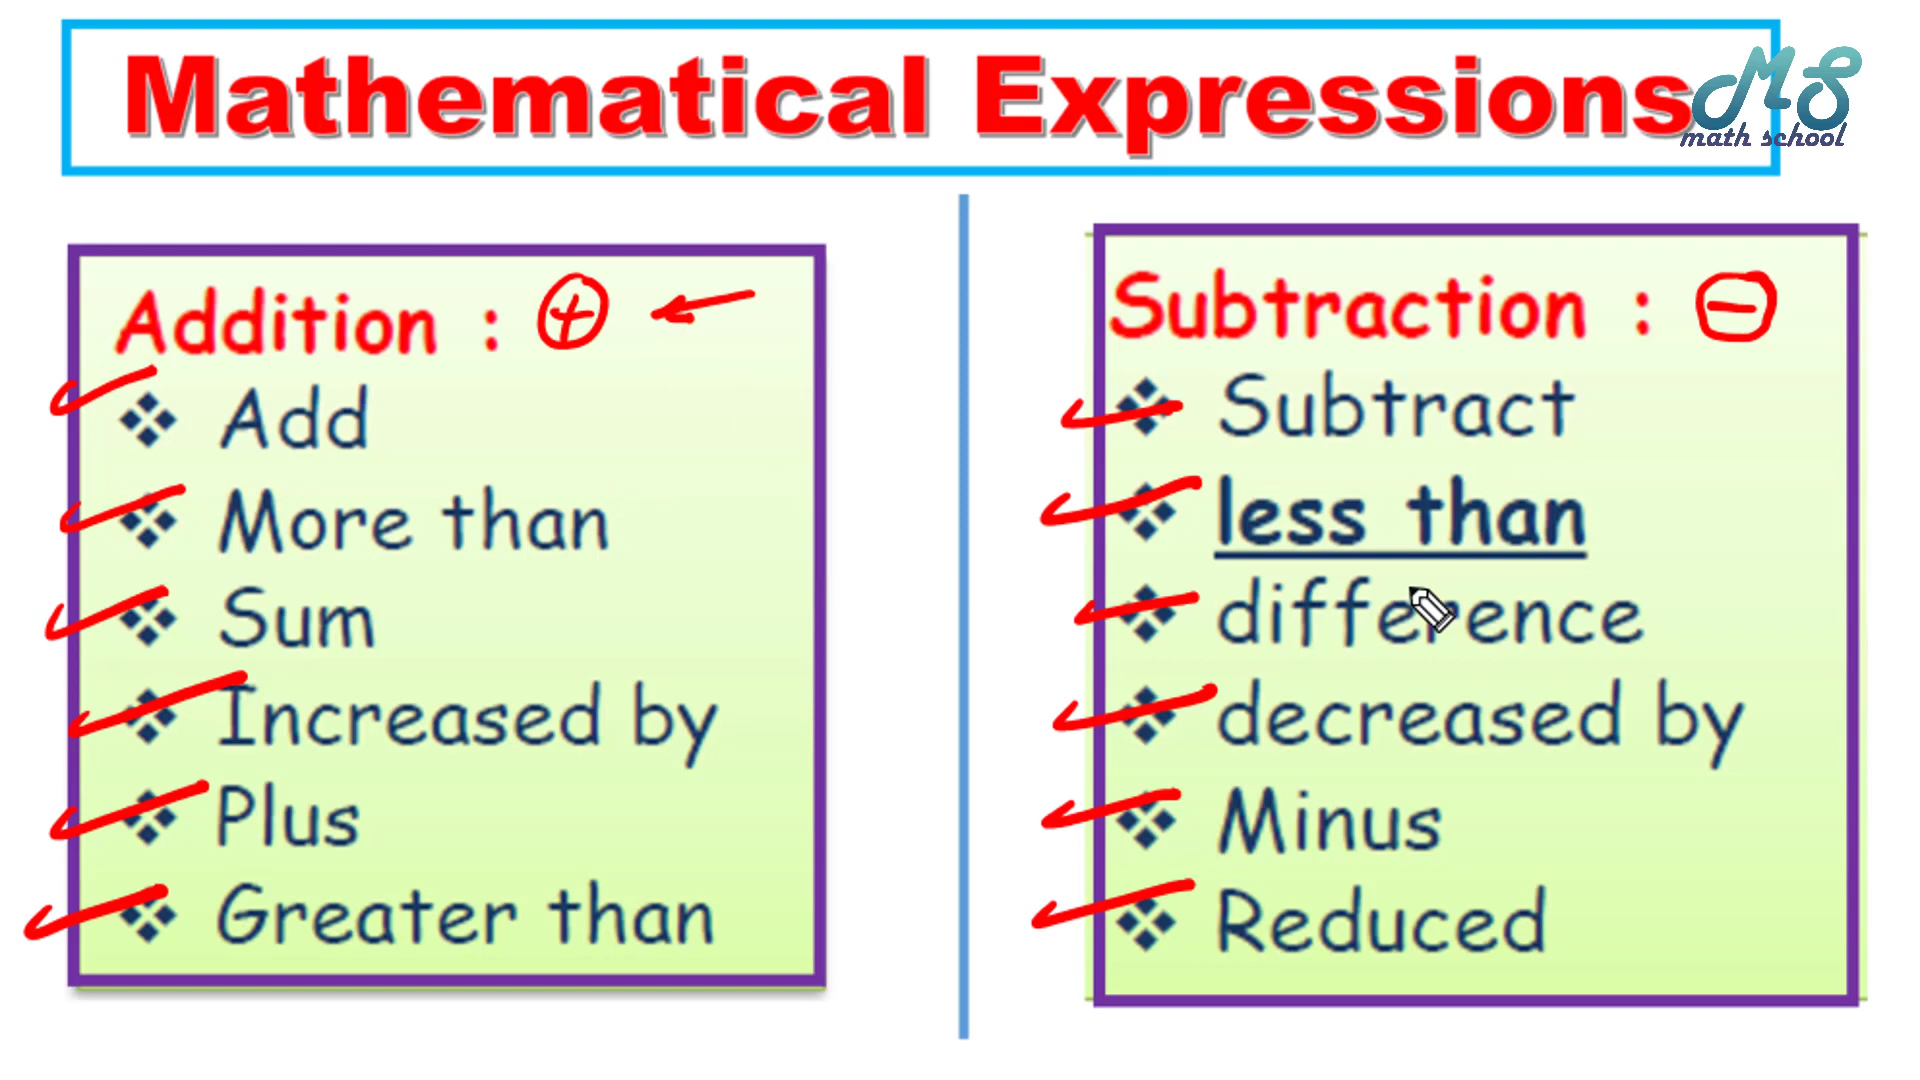 Mathematical Expressions
MS
math school
Addition : +
Add
More than
Sum
Increased by
Plus
Greater than
Subtraction : −
Subtract
less than
difference
decreased by
Minus
Reduced